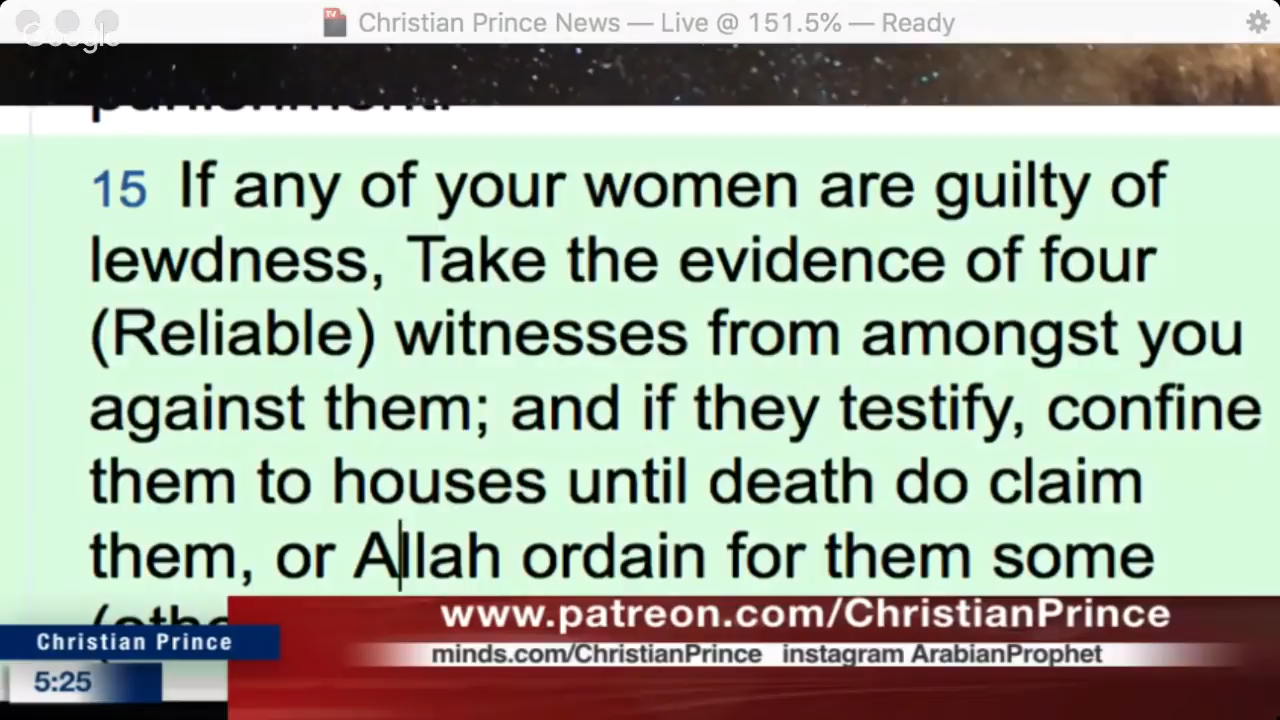 Christian Prince News — Live @ 151.5% — Ready
Google
punishment.
15 If any of your women are guilty of
lewdness, Take the evidence of four
(Reliable) witnesses from amongst you
against them; and if they testify, confine
them to houses until death do claim
them, or Allah ordain for them some
www.patreon.com/ChristianPrince
Christian Prince
minds.com/ChristianPrince instagram ArabianProphet
5:25